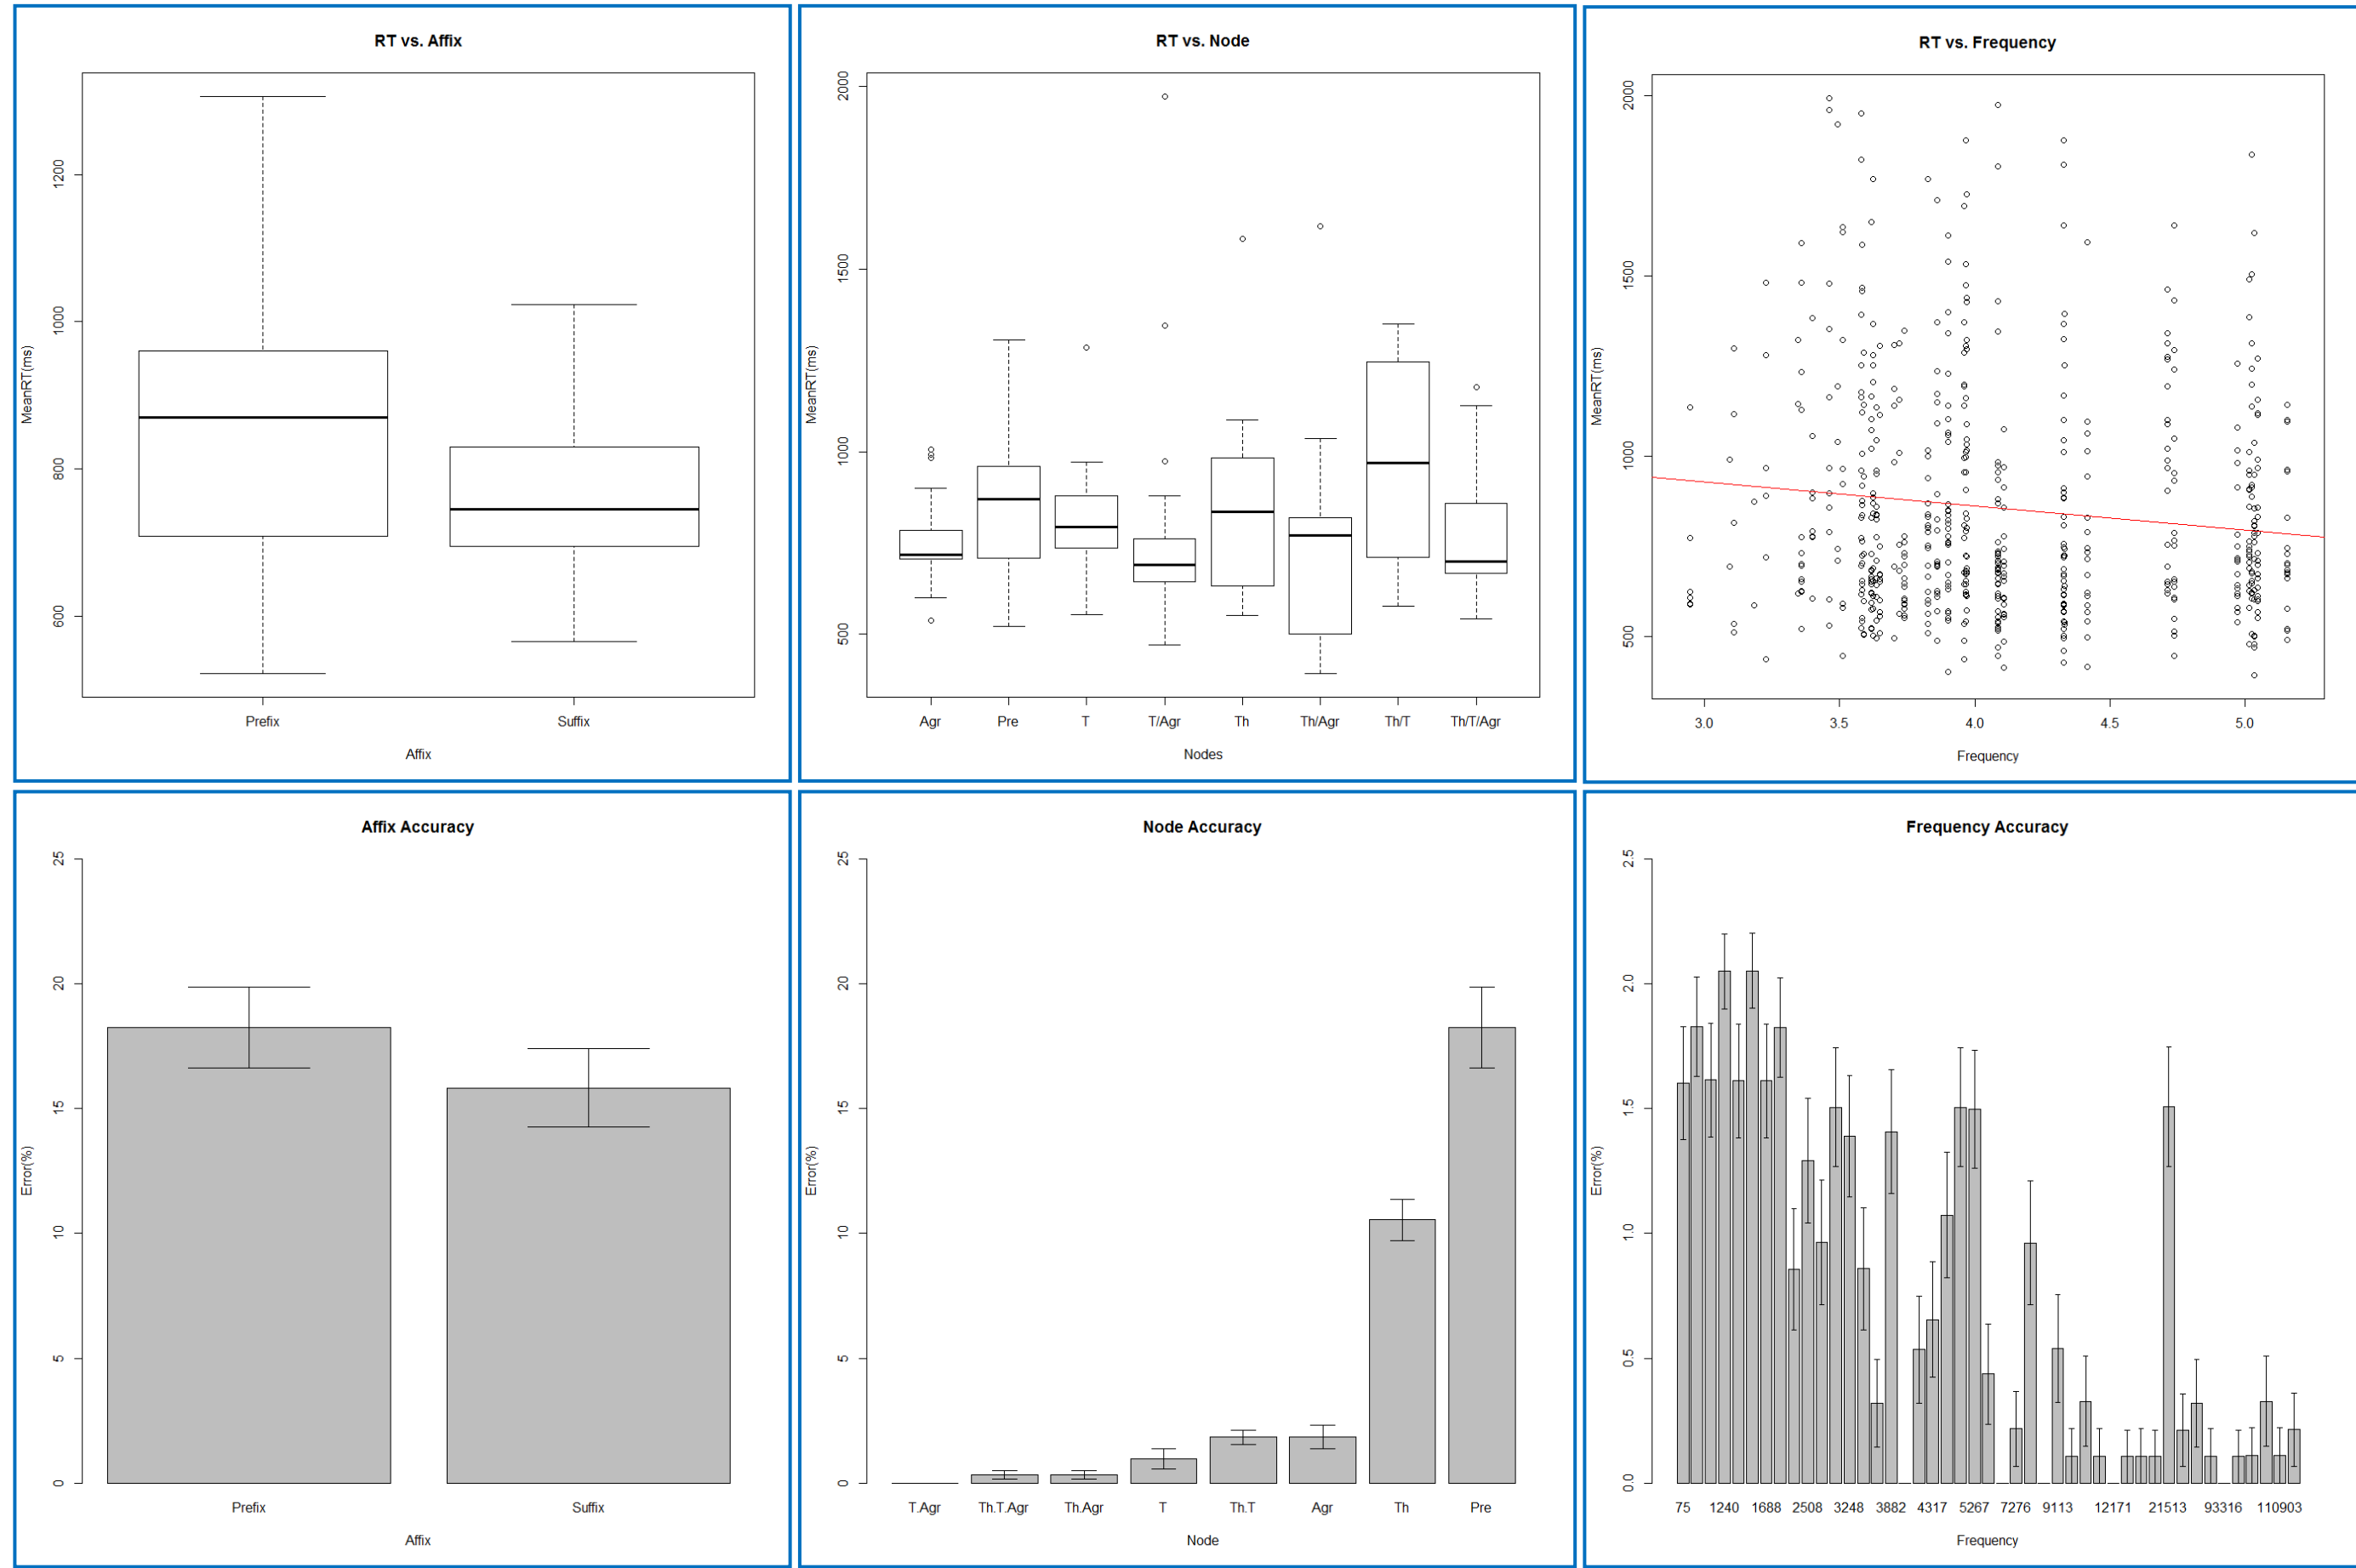 RT vs. Affix
MeanRT(ms)
1200
1000
800
600
Prefix Suffix
Affix
RT vs. Node
MeanRT(ms)
2000
1500
1000
500
Agr Pre T T/Agr Th Th/Agr Th/T Th/T/Agr
Nodes
RT vs. Frequency
MeanRT(ms)
2000
1500
1000
500
3.0 3.5 4.0 4.5 5.0
Frequency
Affix Accuracy
Error(%)
25
20
15
10
5
0
Prefix Suffix
Affix
Node Accuracy
Error(%)
25
20
15
10
5
0
T.Agr Th.T.Agr Th.Agr T Th.T Agr Th Pre
Node
Frequency Accuracy
Error(%)
2.5
2.0
1.5
1.0
0.5
0.0
75 1240 1688 2508 3248 3882 4317 5267 7276 9113 12171 21513 93316 110903
Frequency